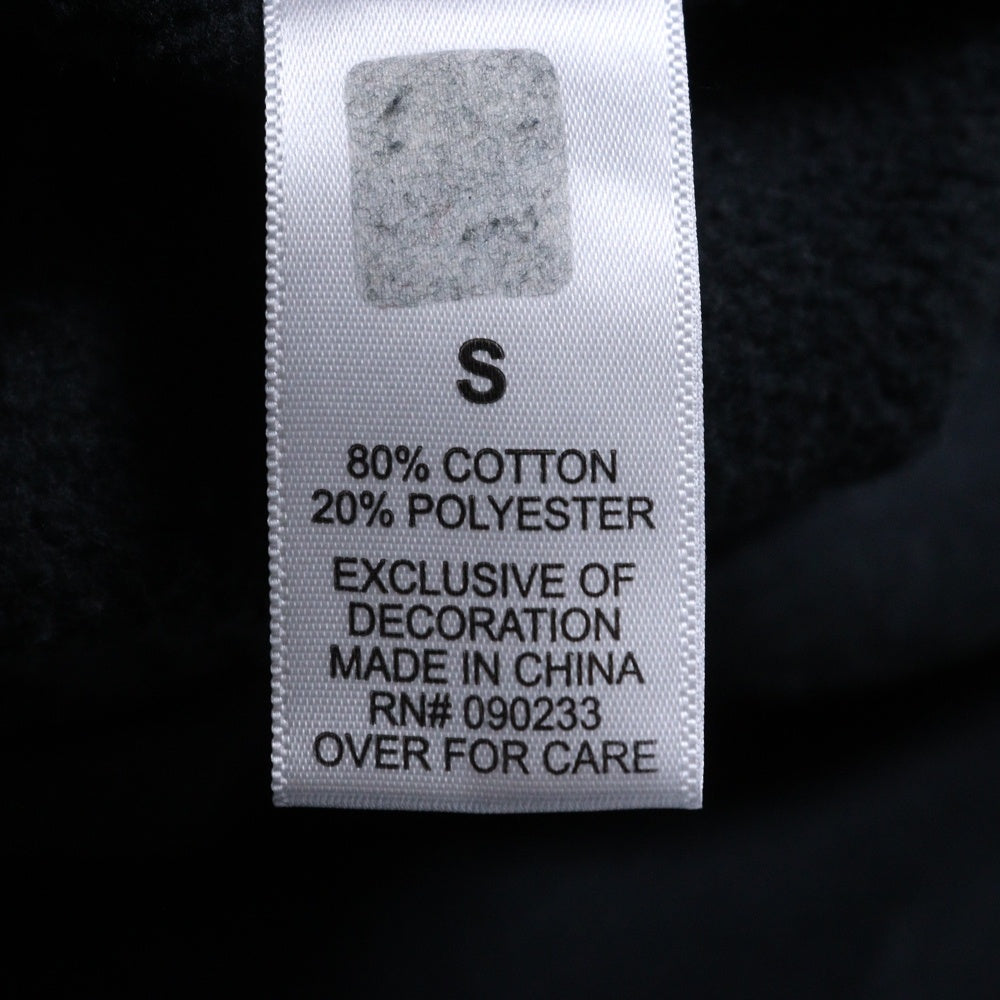 S
80% COTTON
20% POLYESTER
EXCLUSIVE OF
DECORATION
MADE IN CHINA
RN# 090233
OVER FOR CARE